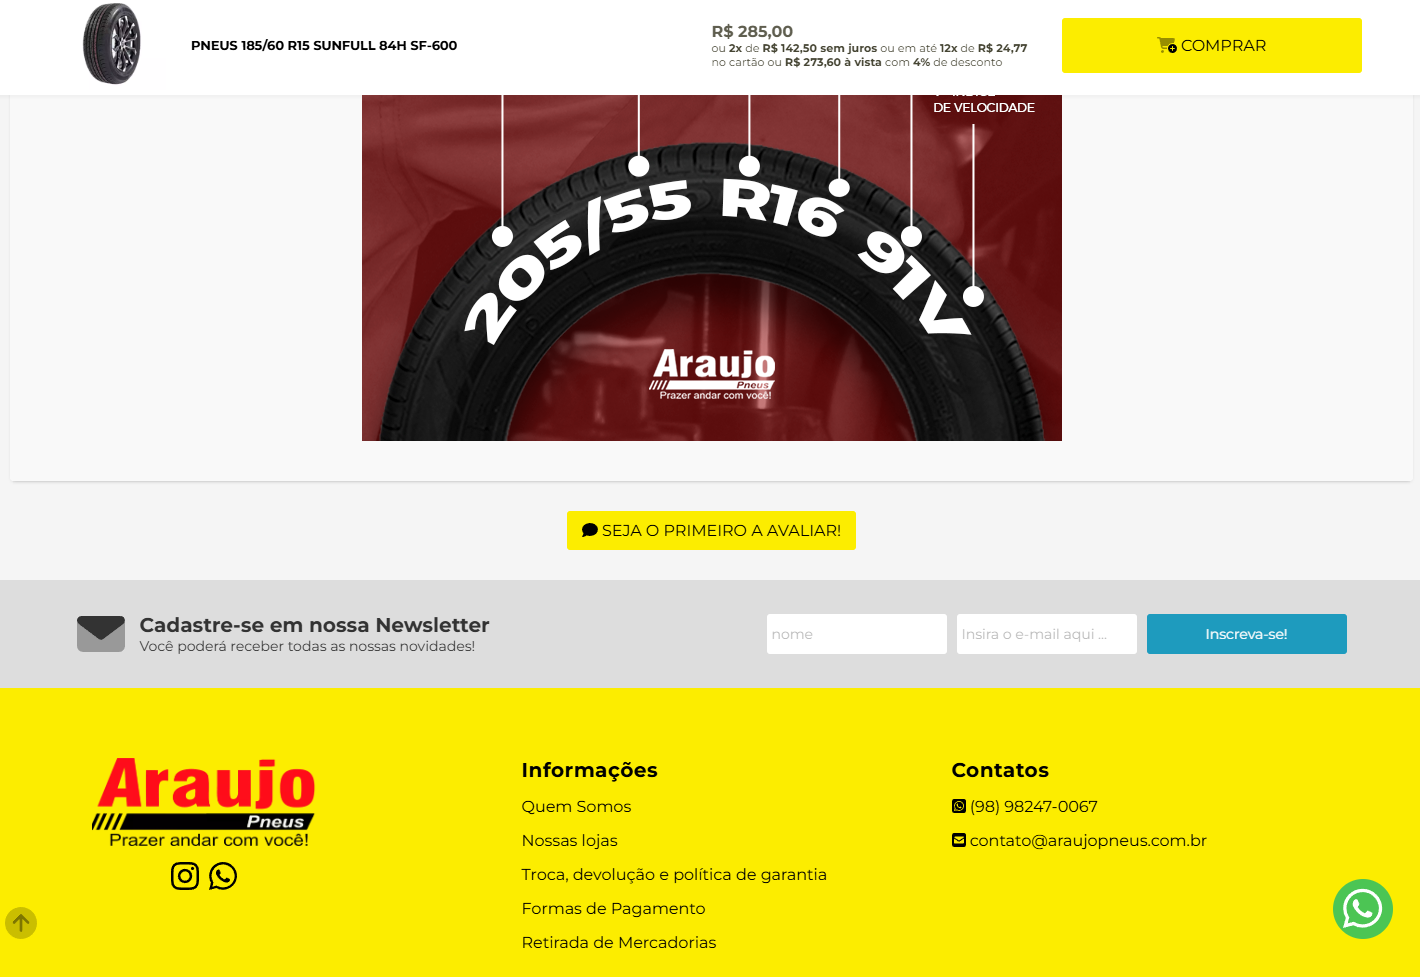 PNEUS 185/60 R15 SUNFULL 84H SF-600
R$ 285,00
ou 2x de R$ 142,50 sem juros ou em até 12x de R$ 24,77
no cartão ou R$ 273,60 à vista com 4% de desconto
COMPRAR
DE VELOCIDADE
205/55 R16 91V
Araujo
Pneus
Prazer andar com você!
SEJA O PRIMEIRO A AVALIAR!
Cadastre-se em nossa Newsletter
Você poderá receber todas as nossas novidades!
nome
Insira o e-mail aqui ...
Inscreva-se!
Araujo
Pneus
Prazer andar com você!
Informações
Quem Somos
Nossas lojas
Troca, devolução e política de garantia
Formas de Pagamento
Retirada de Mercadorias
Contatos
(98) 98247-0067
contato@araujopneus.com.br